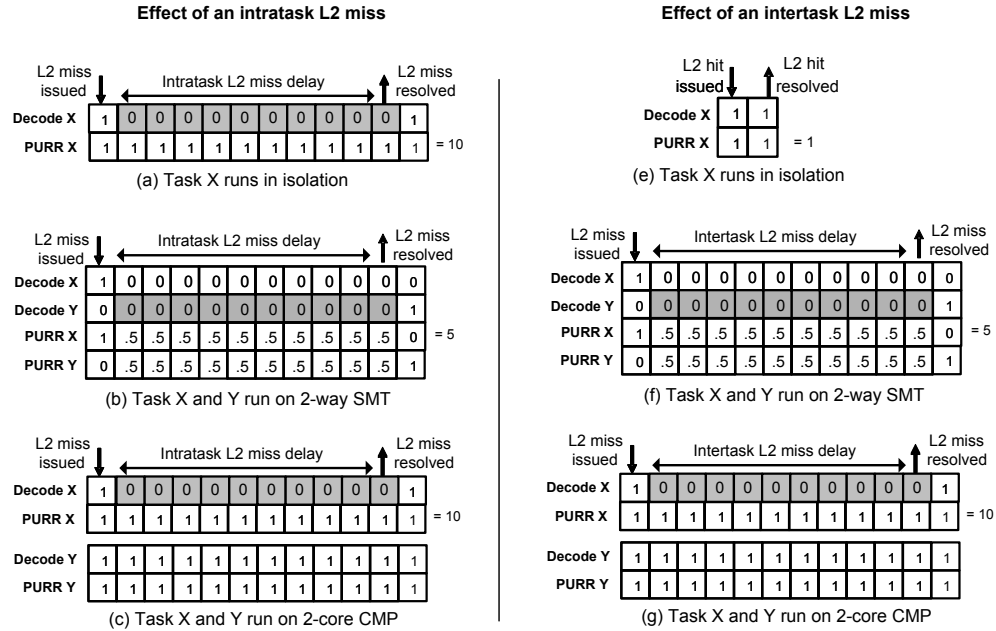 Effect of an intratask L2 miss
L2 miss issued
Intratask L2 miss delay
L2 miss resolved
Decode X 1 0 0 0 0 0 0 0 0 0 0 1
PURR X 1 1 1 1 1 1 1 1 1 1 1 1 = 10
(a) Task X runs in isolation
L2 miss issued
Intratask L2 miss delay
L2 miss resolved
Decode X 1 0 0 0 0 0 0 0 0 0 0 0
Decode Y 0 0 0 0 0 0 0 0 0 0 0 1
PURR X 1 .5 .5 .5 .5 .5 .5 .5 .5 .5 .5 0 = 5
PURR Y 0 .5 .5 .5 .5 .5 .5 .5 .5 .5 .5 1
(b) Task X and Y run on 2-way SMT
L2 miss issued
Intratask L2 miss delay
L2 miss resolved
Decode X 1 0 0 0 0 0 0 0 0 0 0 1
PURR X 1 1 1 1 1 1 1 1 1 1 1 1 = 10
Decode Y 1 1 1 1 1 1 1 1 1 1 1 1
PURR Y 1 1 1 1 1 1 1 1 1 1 1 1
(c) Task X and Y run on 2-core CMP
Effect of an intertask L2 miss
L2 hit issued
L2 hit resolved
Decode X 1 1
PURR X 1 1 = 1
(e) Task X runs in isolation
L2 miss issued
Intertask L2 miss delay
L2 miss resolved
Decode X 1 0 0 0 0 0 0 0 0 0 0 0
Decode Y 0 0 0 0 0 0 0 0 0 0 0 1
PURR X 1 .5 .5 .5 .5 .5 .5 .5 .5 .5 .5 0 = 5
PURR Y 0 .5 .5 .5 .5 .5 .5 .5 .5 .5 .5 1
(f) Task X and Y run on 2-way SMT
L2 miss issued
Intertask L2 miss delay
L2 miss resolved
Decode X 1 0 0 0 0 0 0 0 0 0 0 1
PURR X 1 1 1 1 1 1 1 1 1 1 1 1 = 10
Decode Y 1 1 1 1 1 1 1 1 1 1 1 1
PURR Y 1 1 1 1 1 1 1 1 1 1 1 1
(g) Task X and Y run on 2-core CMP